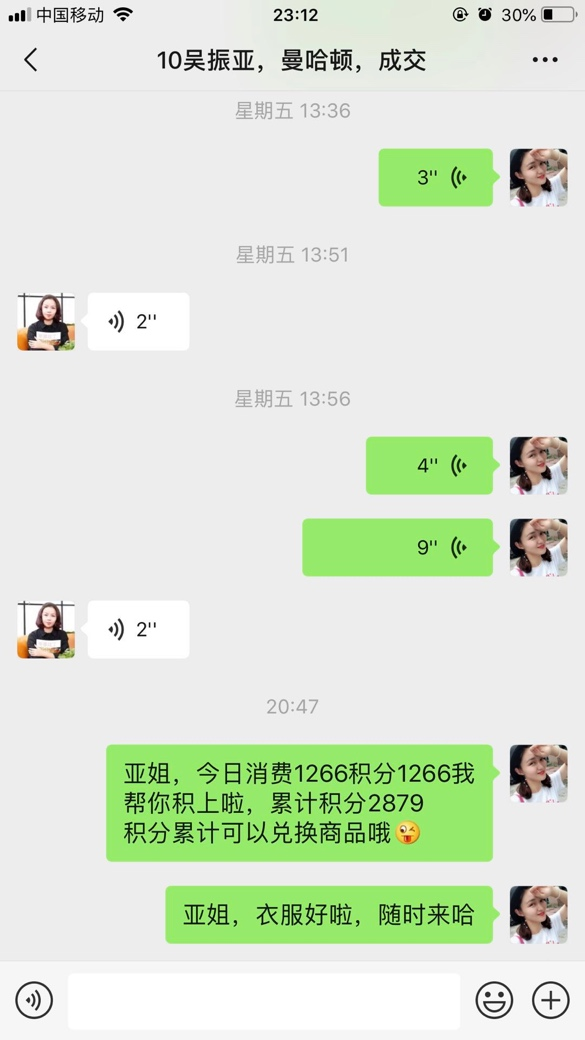 中国移动 23:12 30%
10吴振亚，曼哈顿，成交
星期五 13:36
3''
星期五 13:51
2''
星期五 13:56
4''
9''
2''
20:47
亚姐，今日消费1266积分1266我
帮你积上啦，累计积分2879
积分累计可以兑换商品哦
亚姐，衣服好啦，随时来哈